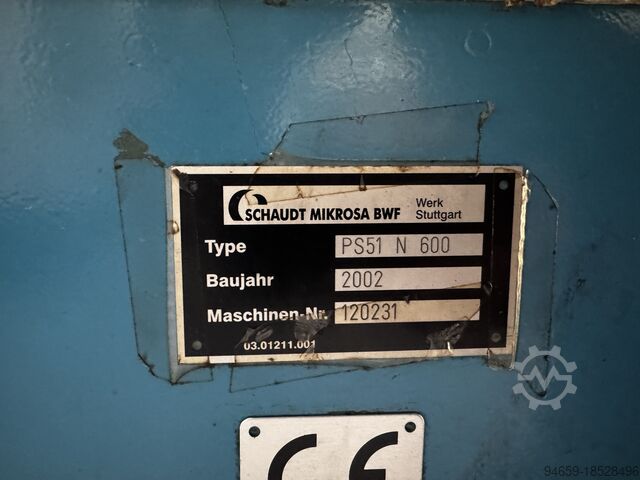 SCHAUDT MIKROSA BWF Werk Stuttgart
Type PS51 N 600
Baujahr 2002
Maschinen-Nr. 120231
03.01211.001
CE
94659-18528496